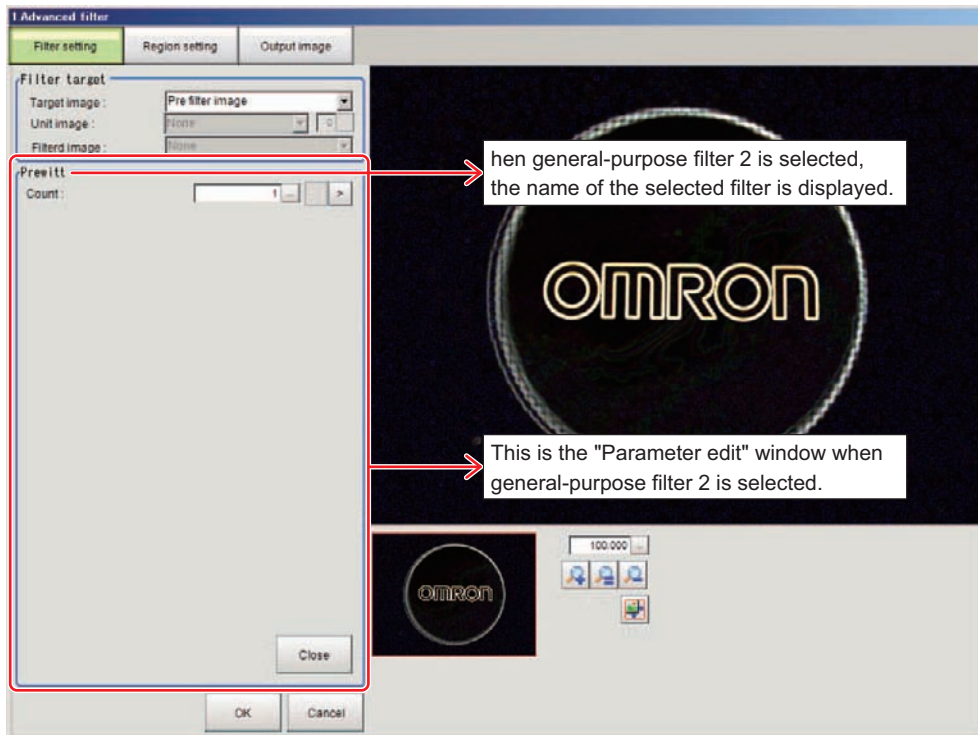 1.Advanced filter
Filter setting
Region setting
Output image
Filter target
Target image :
Pre filter image
Unit image :
None
0
Filterd image :
None
Prewitt
Count :
1
...
>
hen general-purpose filter 2 is selected,
the name of the selected filter is displayed.
OMRON
This is the "Parameter edit" window when
general-purpose filter 2 is selected.
OMRON
100.000
...
Close
OK
Cancel